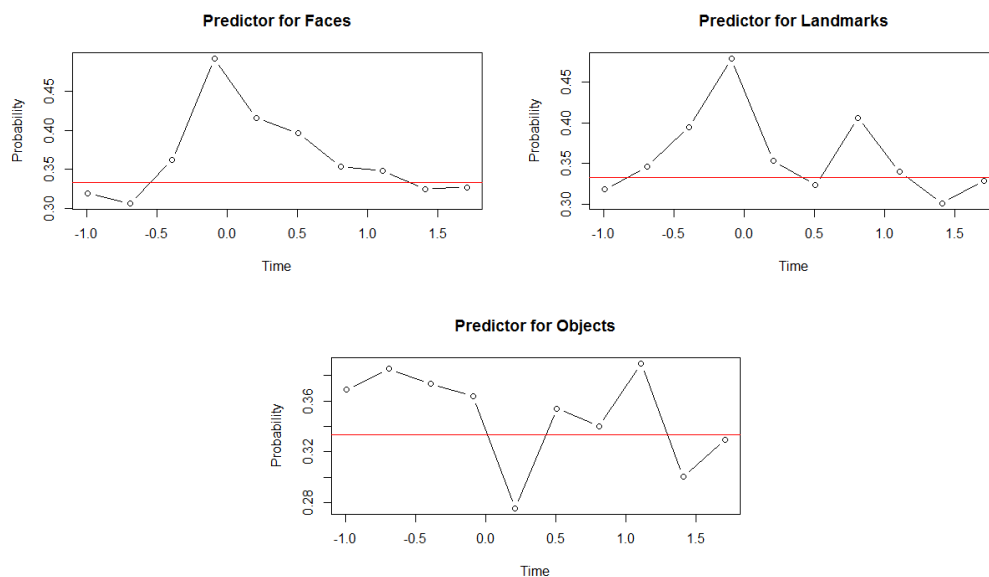 Predictor for Faces
Probability
0.30 0.35 0.40 0.45
-1.0 -0.5 0.0 0.5 1.0 1.5
Time
Predictor for Landmarks
Probability
0.30 0.35 0.40 0.45
-1.0 -0.5 0.0 0.5 1.0 1.5
Time
Predictor for Objects
Probability
0.28 0.32 0.36
-1.0 -0.5 0.0 0.5 1.0 1.5
Time